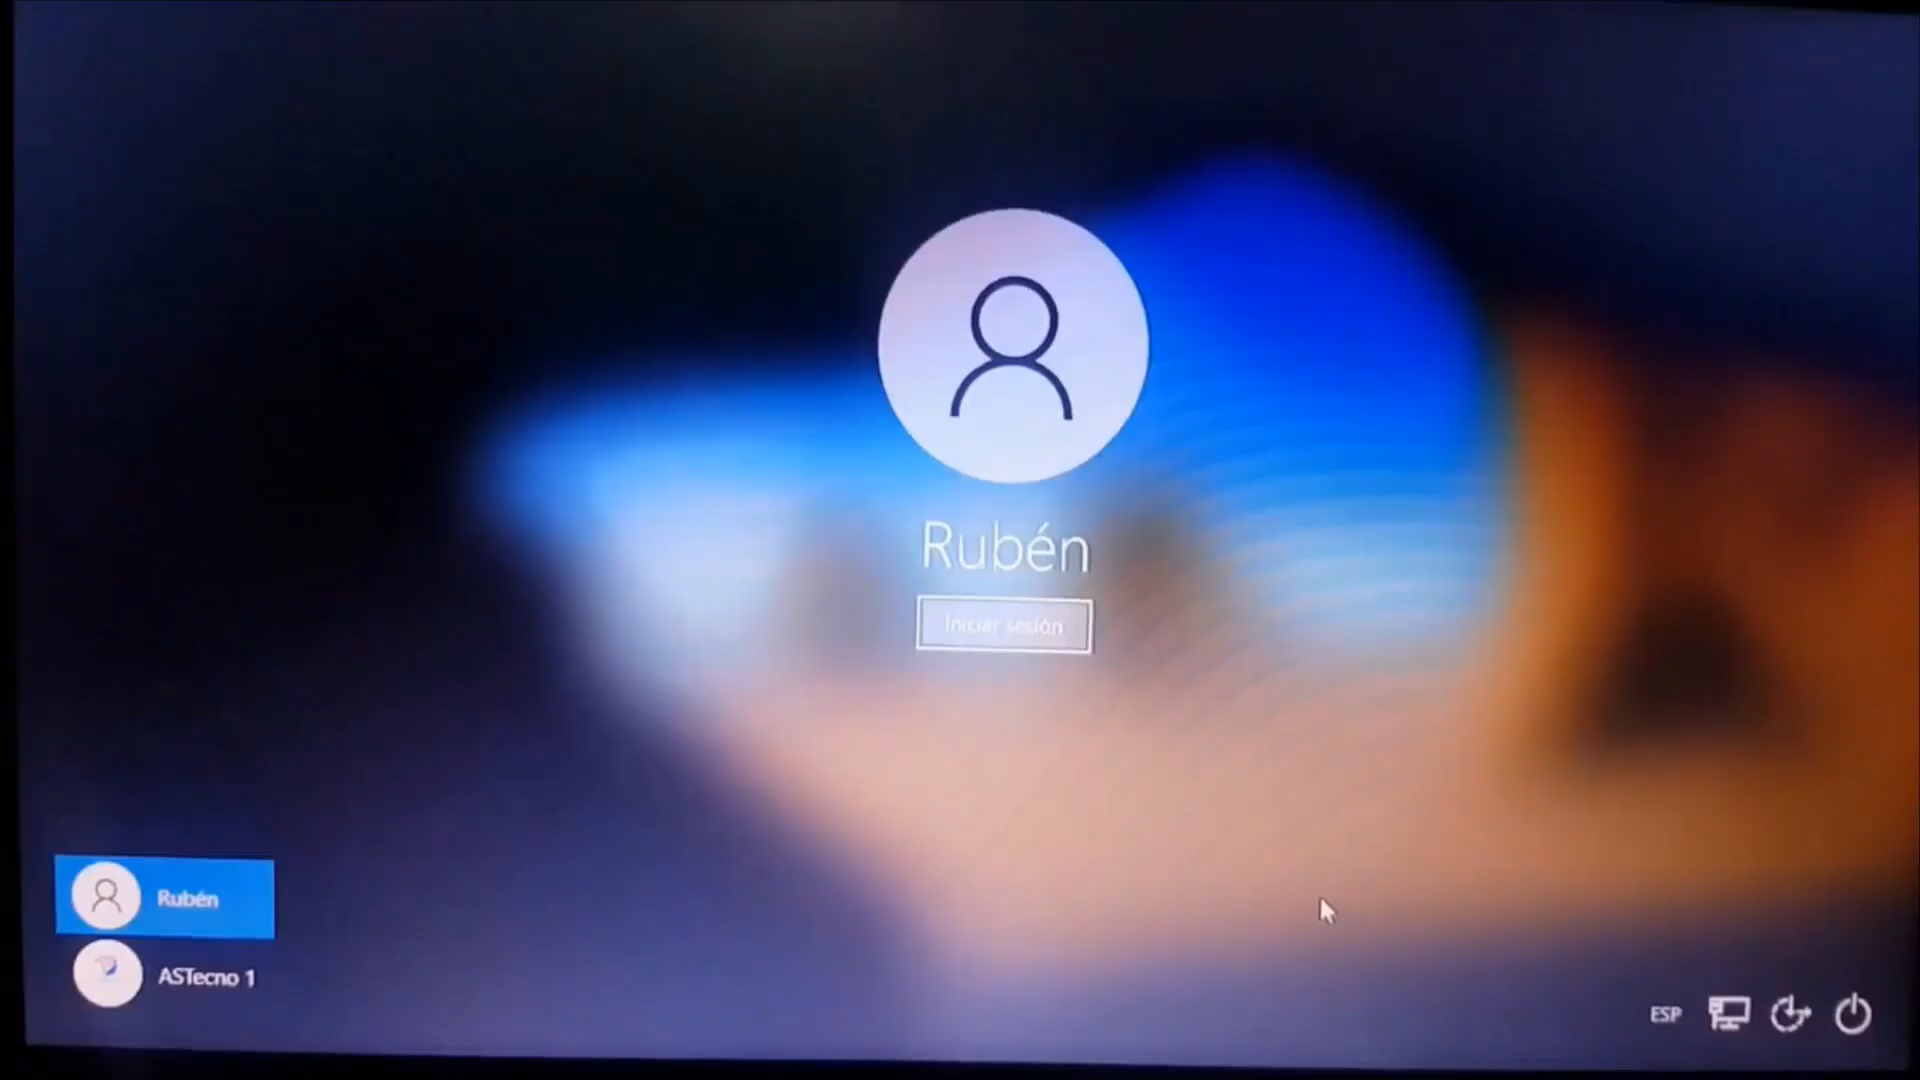 Rubén
Iniciar sesión
Rubén
ASTecno 1
ESP